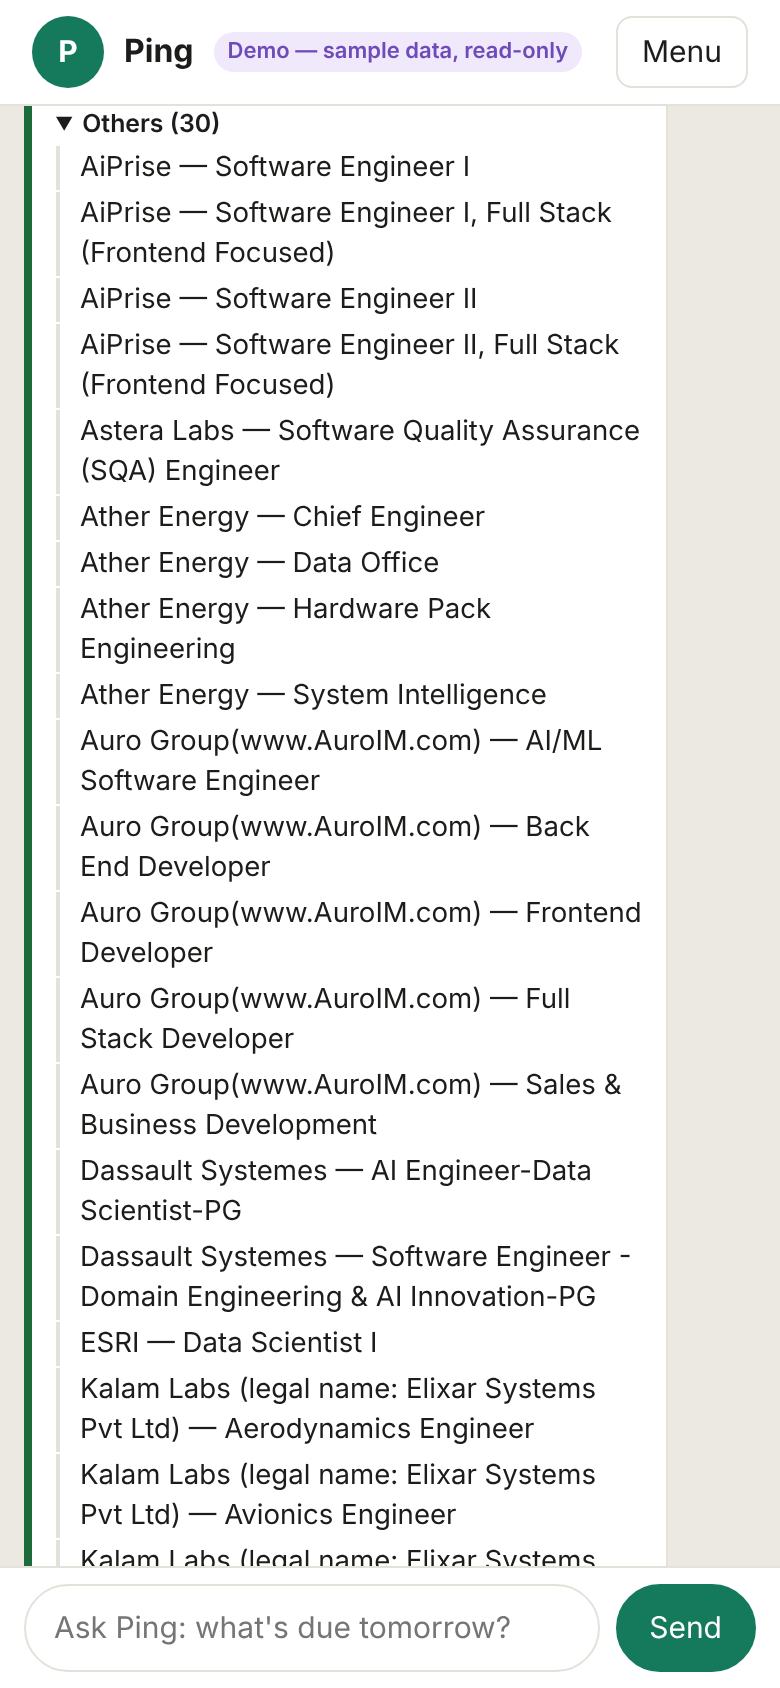 P
Ping
Demo — sample data, read-only
Menu
▼ Others (30)
AiPrise — Software Engineer I
AiPrise — Software Engineer I, Full Stack
(Frontend Focused)
AiPrise — Software Engineer II
AiPrise — Software Engineer II, Full Stack
(Frontend Focused)
Astera Labs — Software Quality Assurance
(SQA) Engineer
Ather Energy — Chief Engineer
Ather Energy — Data Office
Ather Energy — Hardware Pack
Engineering
Ather Energy — System Intelligence
Auro Group(www.AuroIM.com) — AI/ML
Software Engineer
Auro Group(www.AuroIM.com) — Back
End Developer
Auro Group(www.AuroIM.com) — Frontend
Developer
Auro Group(www.AuroIM.com) — Full
Stack Developer
Auro Group(www.AuroIM.com) — Sales &
Business Development
Dassault Systemes — AI Engineer-Data
Scientist-PG
Dassault Systemes — Software Engineer -
Domain Engineering & AI Innovation-PG
ESRI — Data Scientist I
Kalam Labs (legal name: Elixar Systems
Pvt Ltd) — Aerodynamics Engineer
Kalam Labs (legal name: Elixar Systems
Pvt Ltd) — Avionics Engineer
Kalam Labs (legal name: Elixar Systems
Ask Ping: what's due tomorrow?
Send